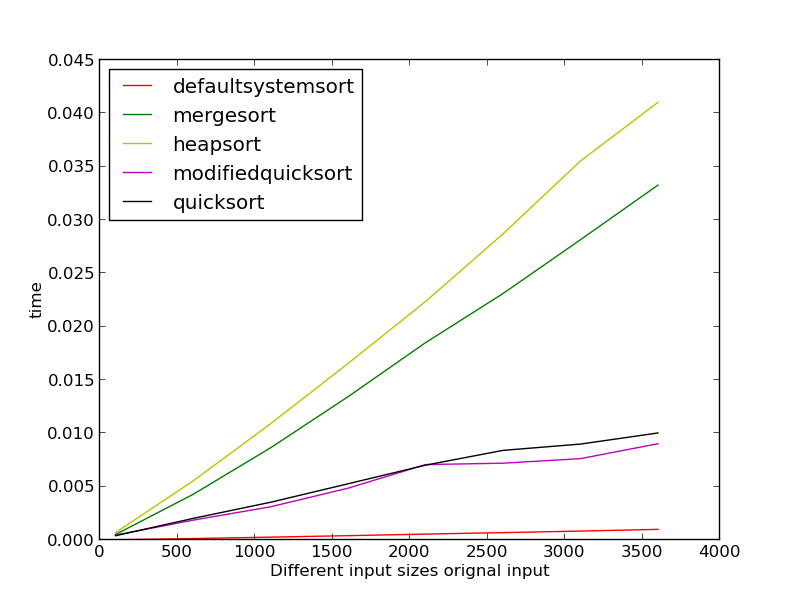 0.045
0.040
0.035
0.030
0.025
0.020
0.015
0.010
0.005
0.000
time
defaultsystemsort
mergesort
heapsort
modifiedquicksort
quicksort
0 500 1000 1500 2000 2500 3000 3500 4000
Different input sizes orignal input